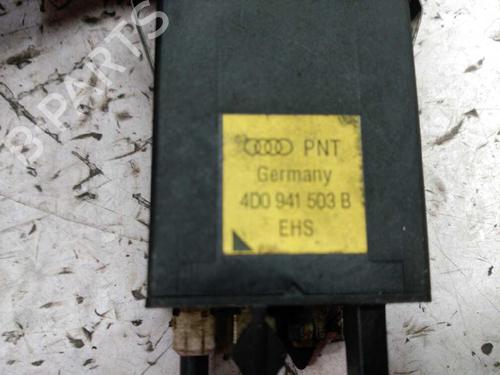 B-PARTS
PNT
Germany
4D0 941 503 B
EHS